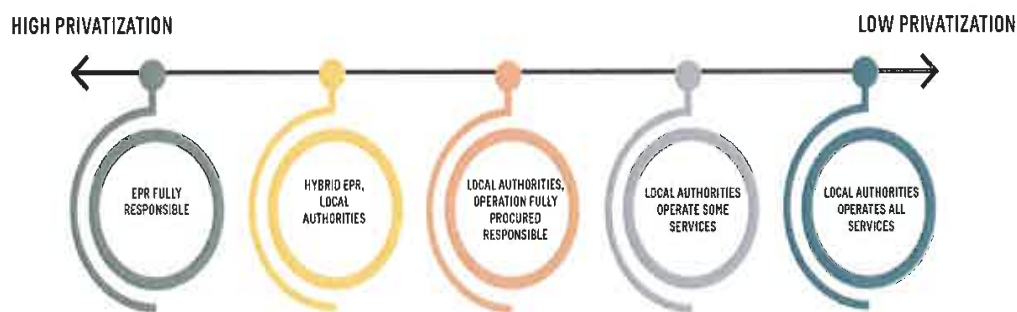 HIGH PRIVATIZATION
LOW PRIVATIZATION
EPR FULLY
RESPONSIBLE
HYBRID EPR,
LOCAL
AUTHORITIES
LOCAL AUTHORITIES,
OPERATION FULLY
PROCURED
RESPONSIBLE
LOCAL AUTHORITIES
OPERATE SOME
SERVICES
LOCAL AUTHORITIES
OPERATES ALL
SERVICES